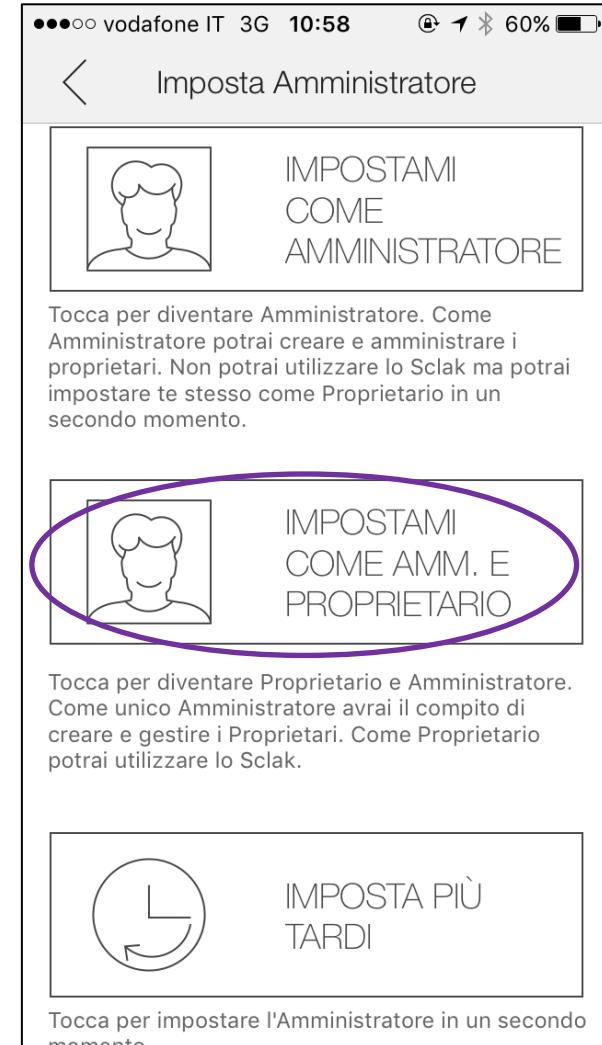 vodafone IT 3G 10:58 60%
Imposta Amministratore
IMPOSTAMI
COME
AMMINISTRATORE
Tocca per diventare Amministratore. Come
Amministratore potrai creare e amministrare i
proprietari. Non potrai utilizzare lo Sclak ma potrai
impostare te stesso come Proprietario in un
secondo momento.
IMPOSTAMI
COME AMM. E
PROPRIETARIO
Tocca per diventare Proprietario e Amministratore.
Come unico Amministratore avrai il compito di
creare e gestire i Proprietari. Come Proprietario
potrai utilizzare lo Sclak.
IMPOSTA PIÙ
TARDI
Tocca per impostare l'Amministratore in un secondo
momento